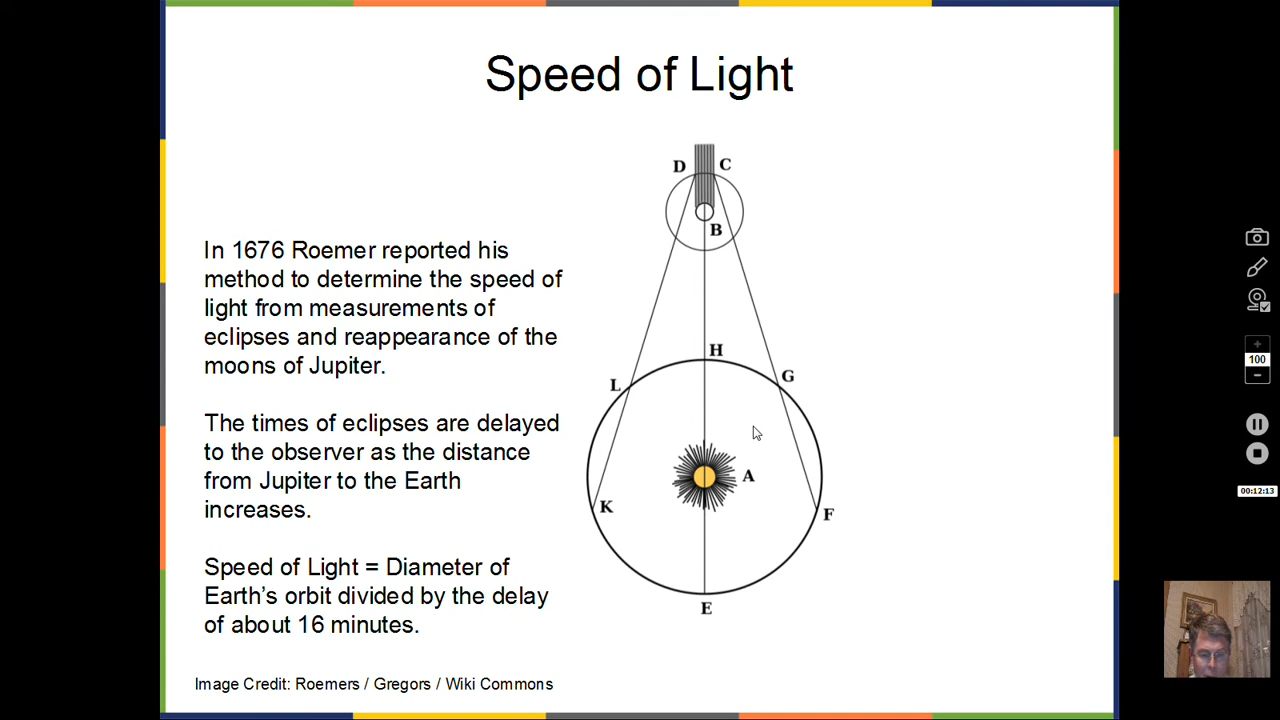 Speed of Light
D
C
B
In 1676 Roemer reported his
method to determine the speed of
light from measurements of
eclipses and reappearance of the
moons of Jupiter.
H
L
G
The times of eclipses are delayed
to the observer as the distance
from Jupiter to the Earth
increases.
A
K
F
Speed of Light = Diameter of
Earth's orbit divided by the delay
of about 16 minutes.
E
Image Credit: Roemers / Gregors / Wiki Commons
+
100
−
00:12:13